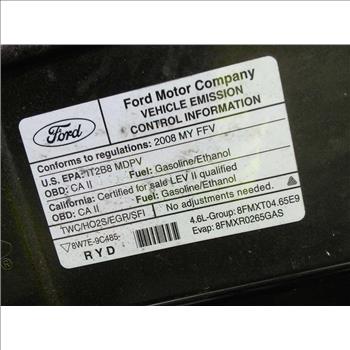 Ford
Ford Motor Company
VEHICLE EMISSION
CONTROL INFORMATION
Conforms to regulations: 2008 MY FFV
U.S. EPA: T2B8 MDPV
OBD: CA II Fuel: Gasoline/Ethanol
California: Certified for sale LEV II qualified
OBD: CA II Fuel: Gasoline/Ethanol
TWC/HO2S/EGR/SFI No adjustments needed.
8W7E-9C485- 4.6L-Group: 8FMXT04.65E9
RYD Evap: 8FMXR0265GAS